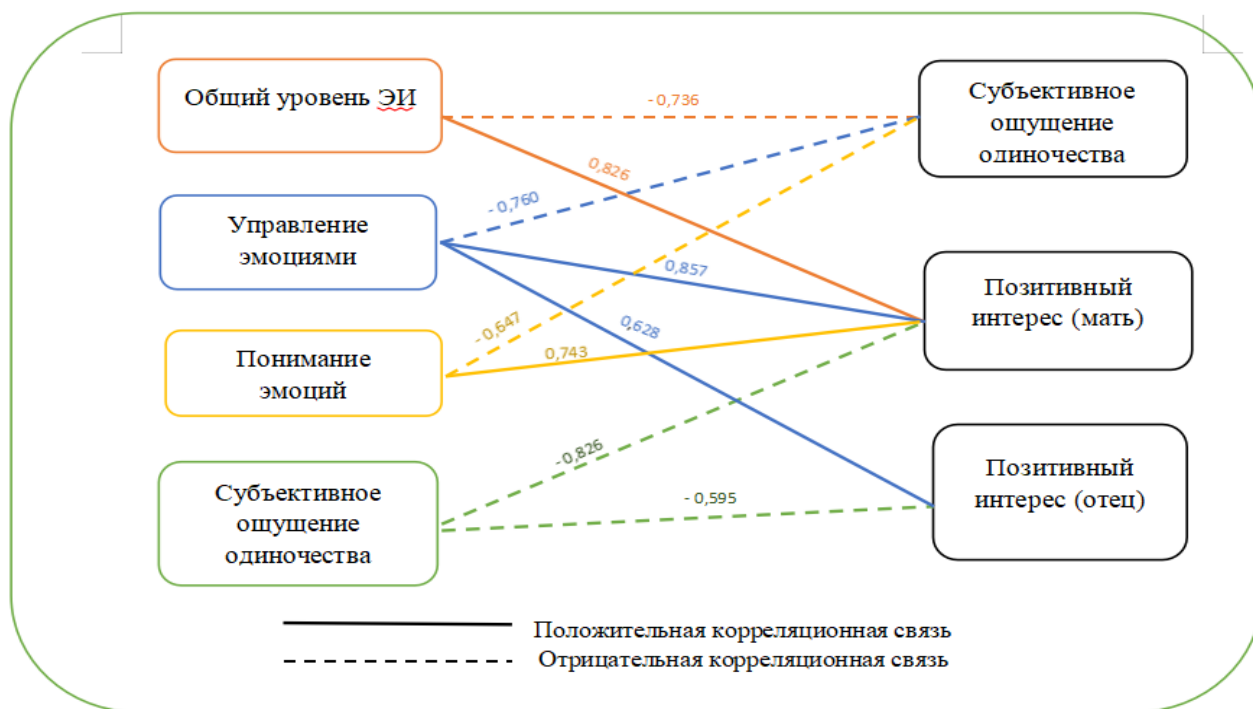 Общий уровень ЭИ
- 0,736
Субъективное
ощущение
одиночества
0,826
- 0,760
Управление
эмоциями
0,857
Позитивный
интерес (мать)
- 0,647
0,628
0,743
Понимание
эмоций
- 0,826
Позитивный
интерес (отец)
- 0,595
Субъективное
ощущение
одиночества
Положительная корреляционная связь
Отрицательная корреляционная связь